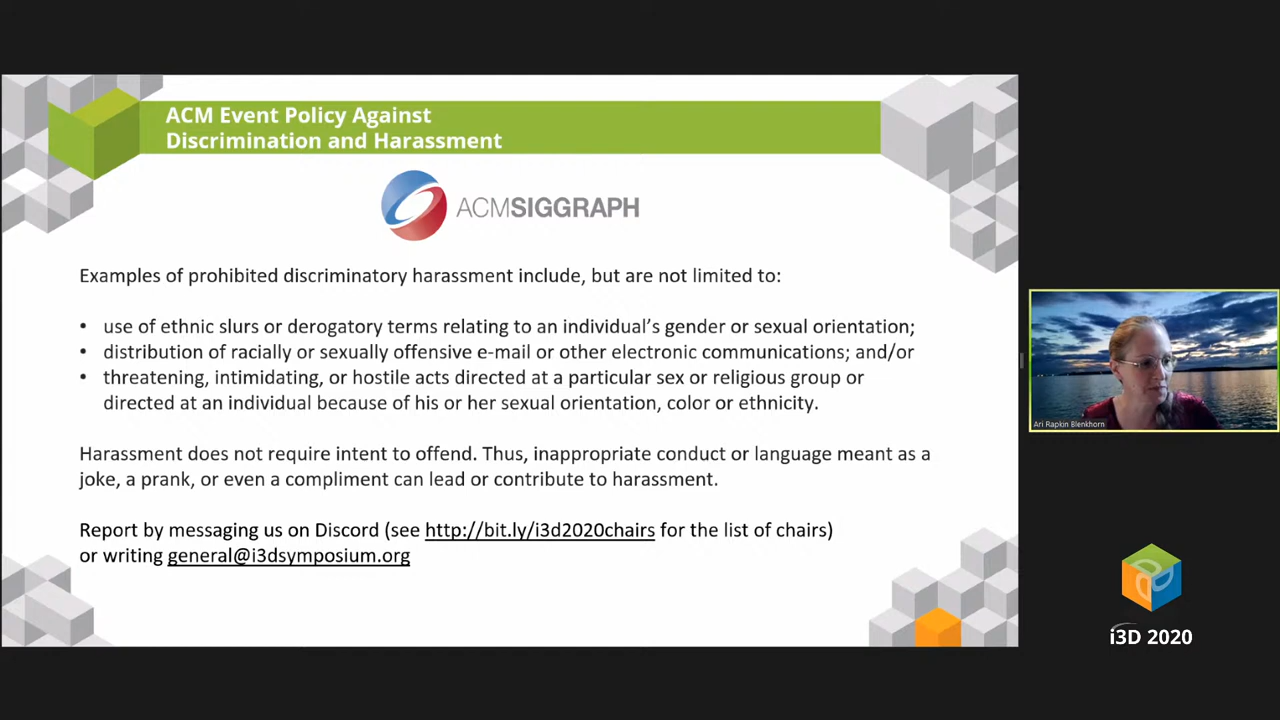 ACM Event Policy Against
Discrimination and Harassment
ACMSIGGRAPH
Examples of prohibited discriminatory harassment include, but are not limited to:
• use of ethnic slurs or derogatory terms relating to an individual’s gender or sexual orientation;
• distribution of racially or sexually offensive e-mail or other electronic communications; and/or
• threatening, intimidating, or hostile acts directed at a particular sex or religious group or
directed at an individual because of his or her sexual orientation, color or ethnicity.
Harassment does not require intent to offend. Thus, inappropriate conduct or language meant as a
joke, a prank, or even a compliment can lead or contribute to harassment.
Report by messaging us on Discord (see http://bit.ly/i3d2020chairs for the list of chairs)
or writing general@i3dsymposium.org
Ari Rapkin Blenkhorn
i3D 2020